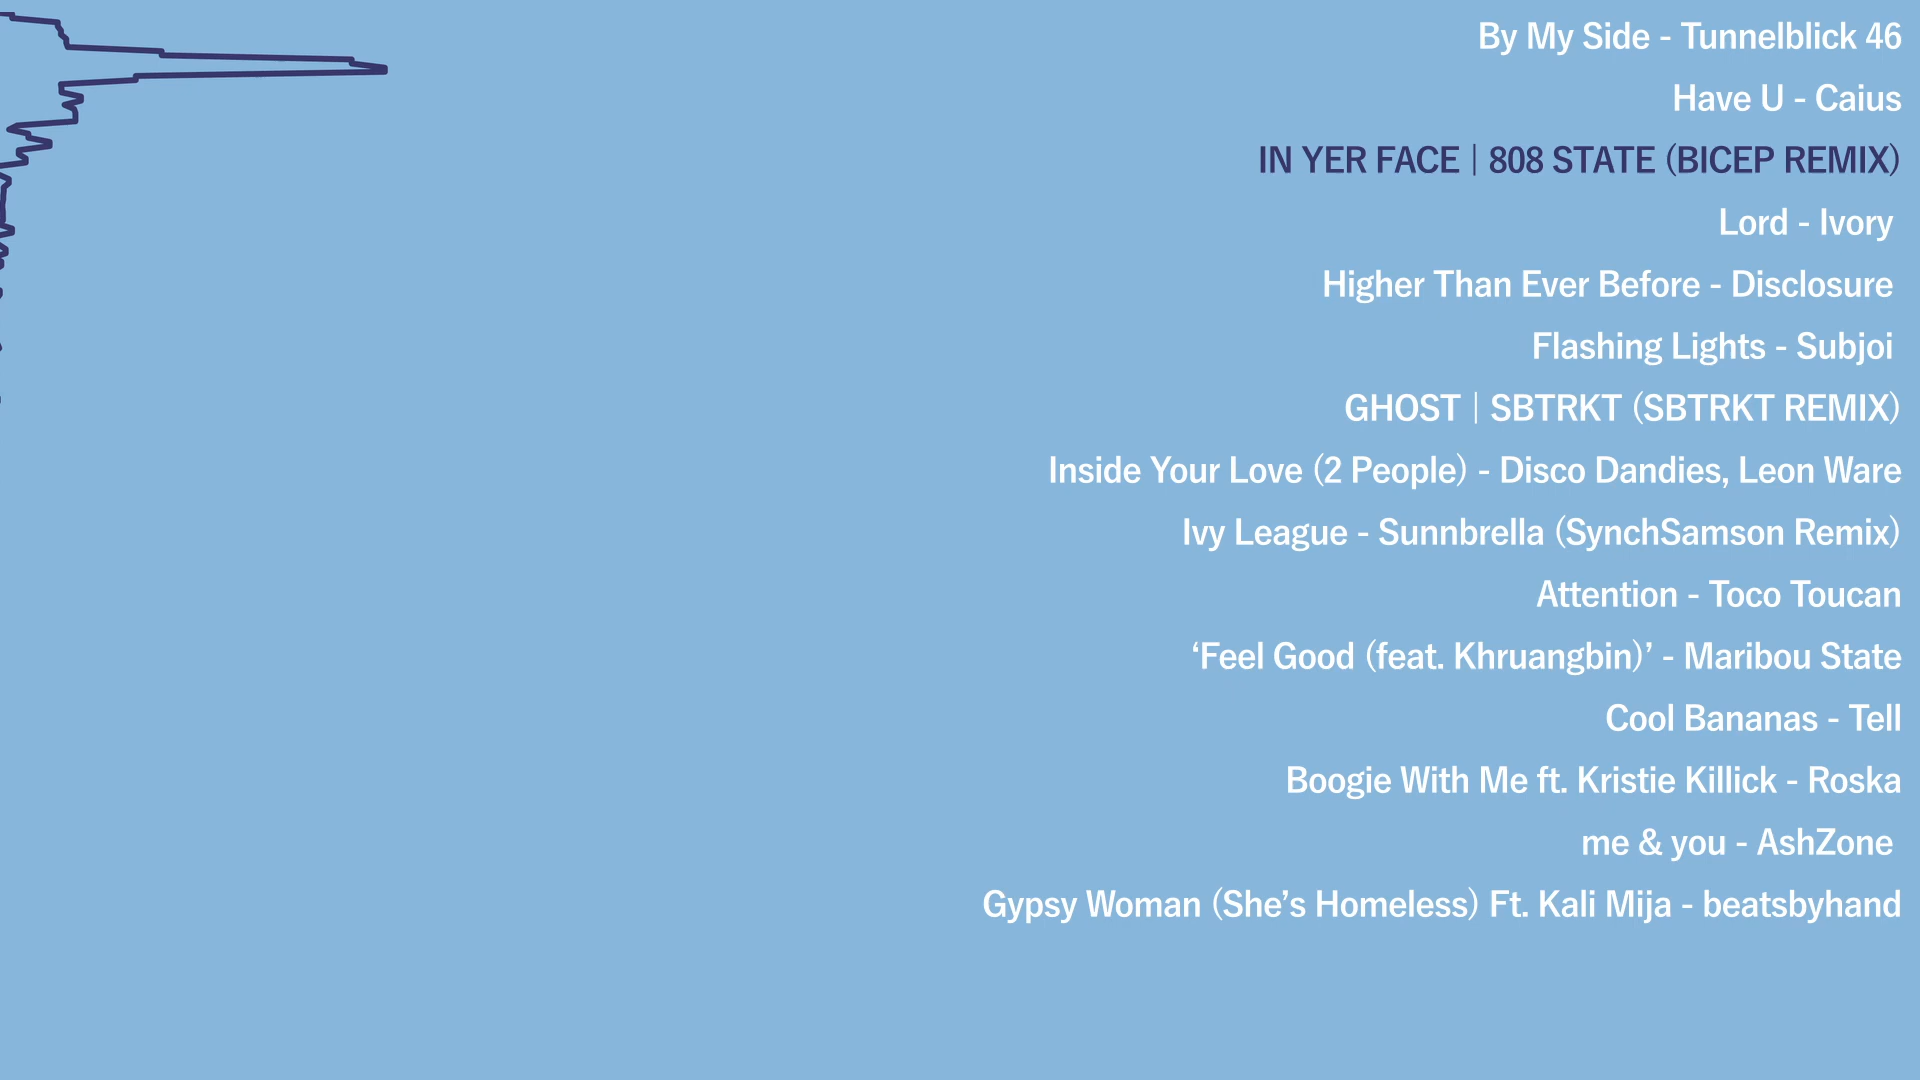 By My Side - Tunnelblick 46
Have U - Caius
IN YER FACE | 808 STATE (BICEP REMIX)
Lord - Ivory
Higher Than Ever Before - Disclosure
Flashing Lights - Subjoi
GHOST | SBTRKT (SBTRKT REMIX)
Inside Your Love (2 People) - Disco Dandies, Leon Ware
Ivy League - Sunnbrella (SynchSamson Remix)
Attention - Toco Toucan
‘Feel Good (feat. Khruangbin)’ - Maribou State
Cool Bananas - Tell
Boogie With Me ft. Kristie Killick - Roska
me & you - AshZone
Gypsy Woman (She’s Homeless) Ft. Kali Mija - beatsbyhand